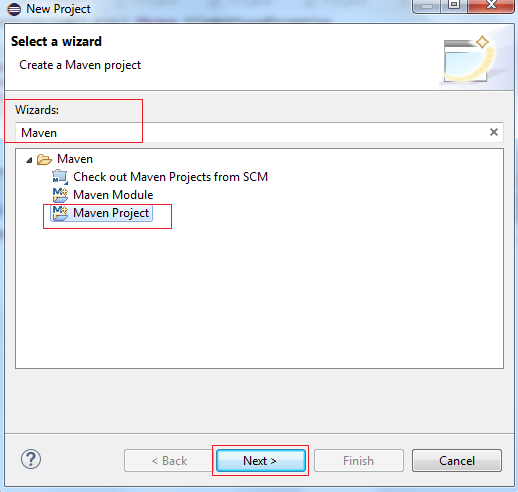 New Project
Select a wizard
Create a Maven project
Wizards:
Maven
Maven
Check out Maven Projects from SCM
Maven Module
Maven Project
?
< Back
Next >
Finish
Cancel